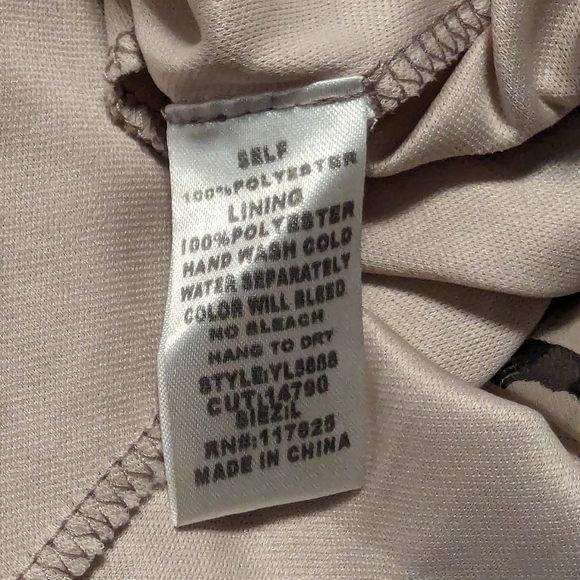 SELF
100%POLYESTER
LINING
100%POLYESTER
HAND WASH COLD
WATER SEPARATELY
COLOR WILL BLEED
NO BLEACH
HANG TO DRY
STYLE:YL5888
CUT:14790
SIEZ:L
RN#:117625
MADE IN CHINA